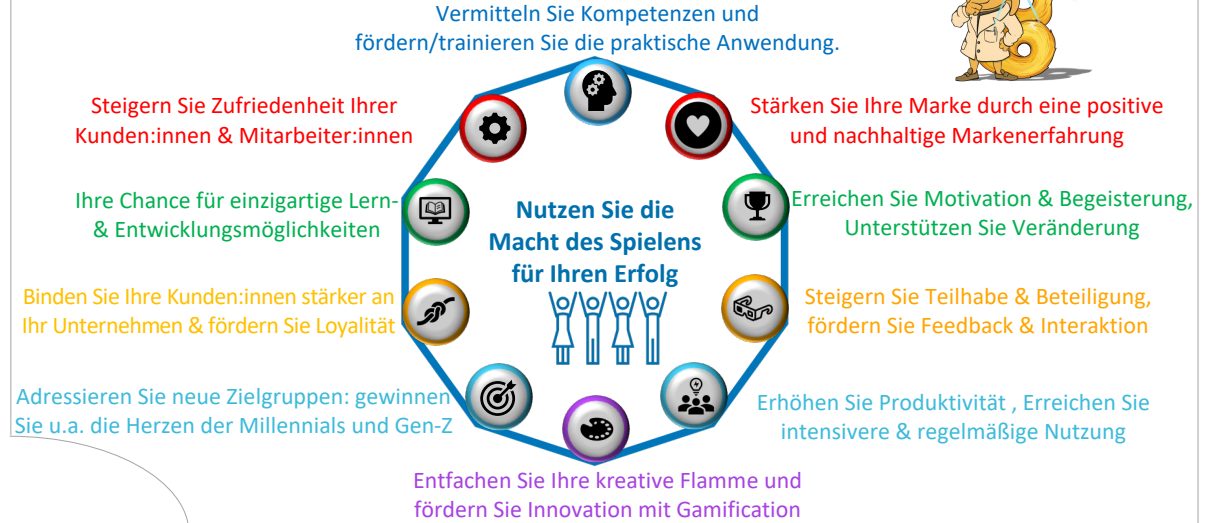 Vermitteln Sie Kompetenzen und
fördern/trainieren Sie die praktische Anwendung.
Steigern Sie Zufriedenheit Ihrer
Kunden:innen & Mitarbeiter:innen
Stärken Sie Ihre Marke durch eine positive
und nachhaltige Markenerfahrung
Ihre Chance für einzigartige Lern-
& Entwicklungsmöglichkeiten
Nutzen Sie die
Macht des Spielens
für Ihren Erfolg
Erreichen Sie Motivation & Begeisterung,
Unterstützen Sie Veränderung
Binden Sie Ihre Kunden:innen stärker an
Ihr Unternehmen & fördern Sie Loyalität
Steigern Sie Teilhabe & Beteiligung,
fördern Sie Feedback & Interaktion
Adressieren Sie neue Zielgruppen: gewinnen
Sie u.a. die Herzen der Millennials und Gen-Z
Erhöhen Sie Produktivität , Erreichen Sie
intensivere & regelmäßige Nutzung
Entfachen Sie Ihre kreative Flamme und
fördern Sie Innovation mit Gamification